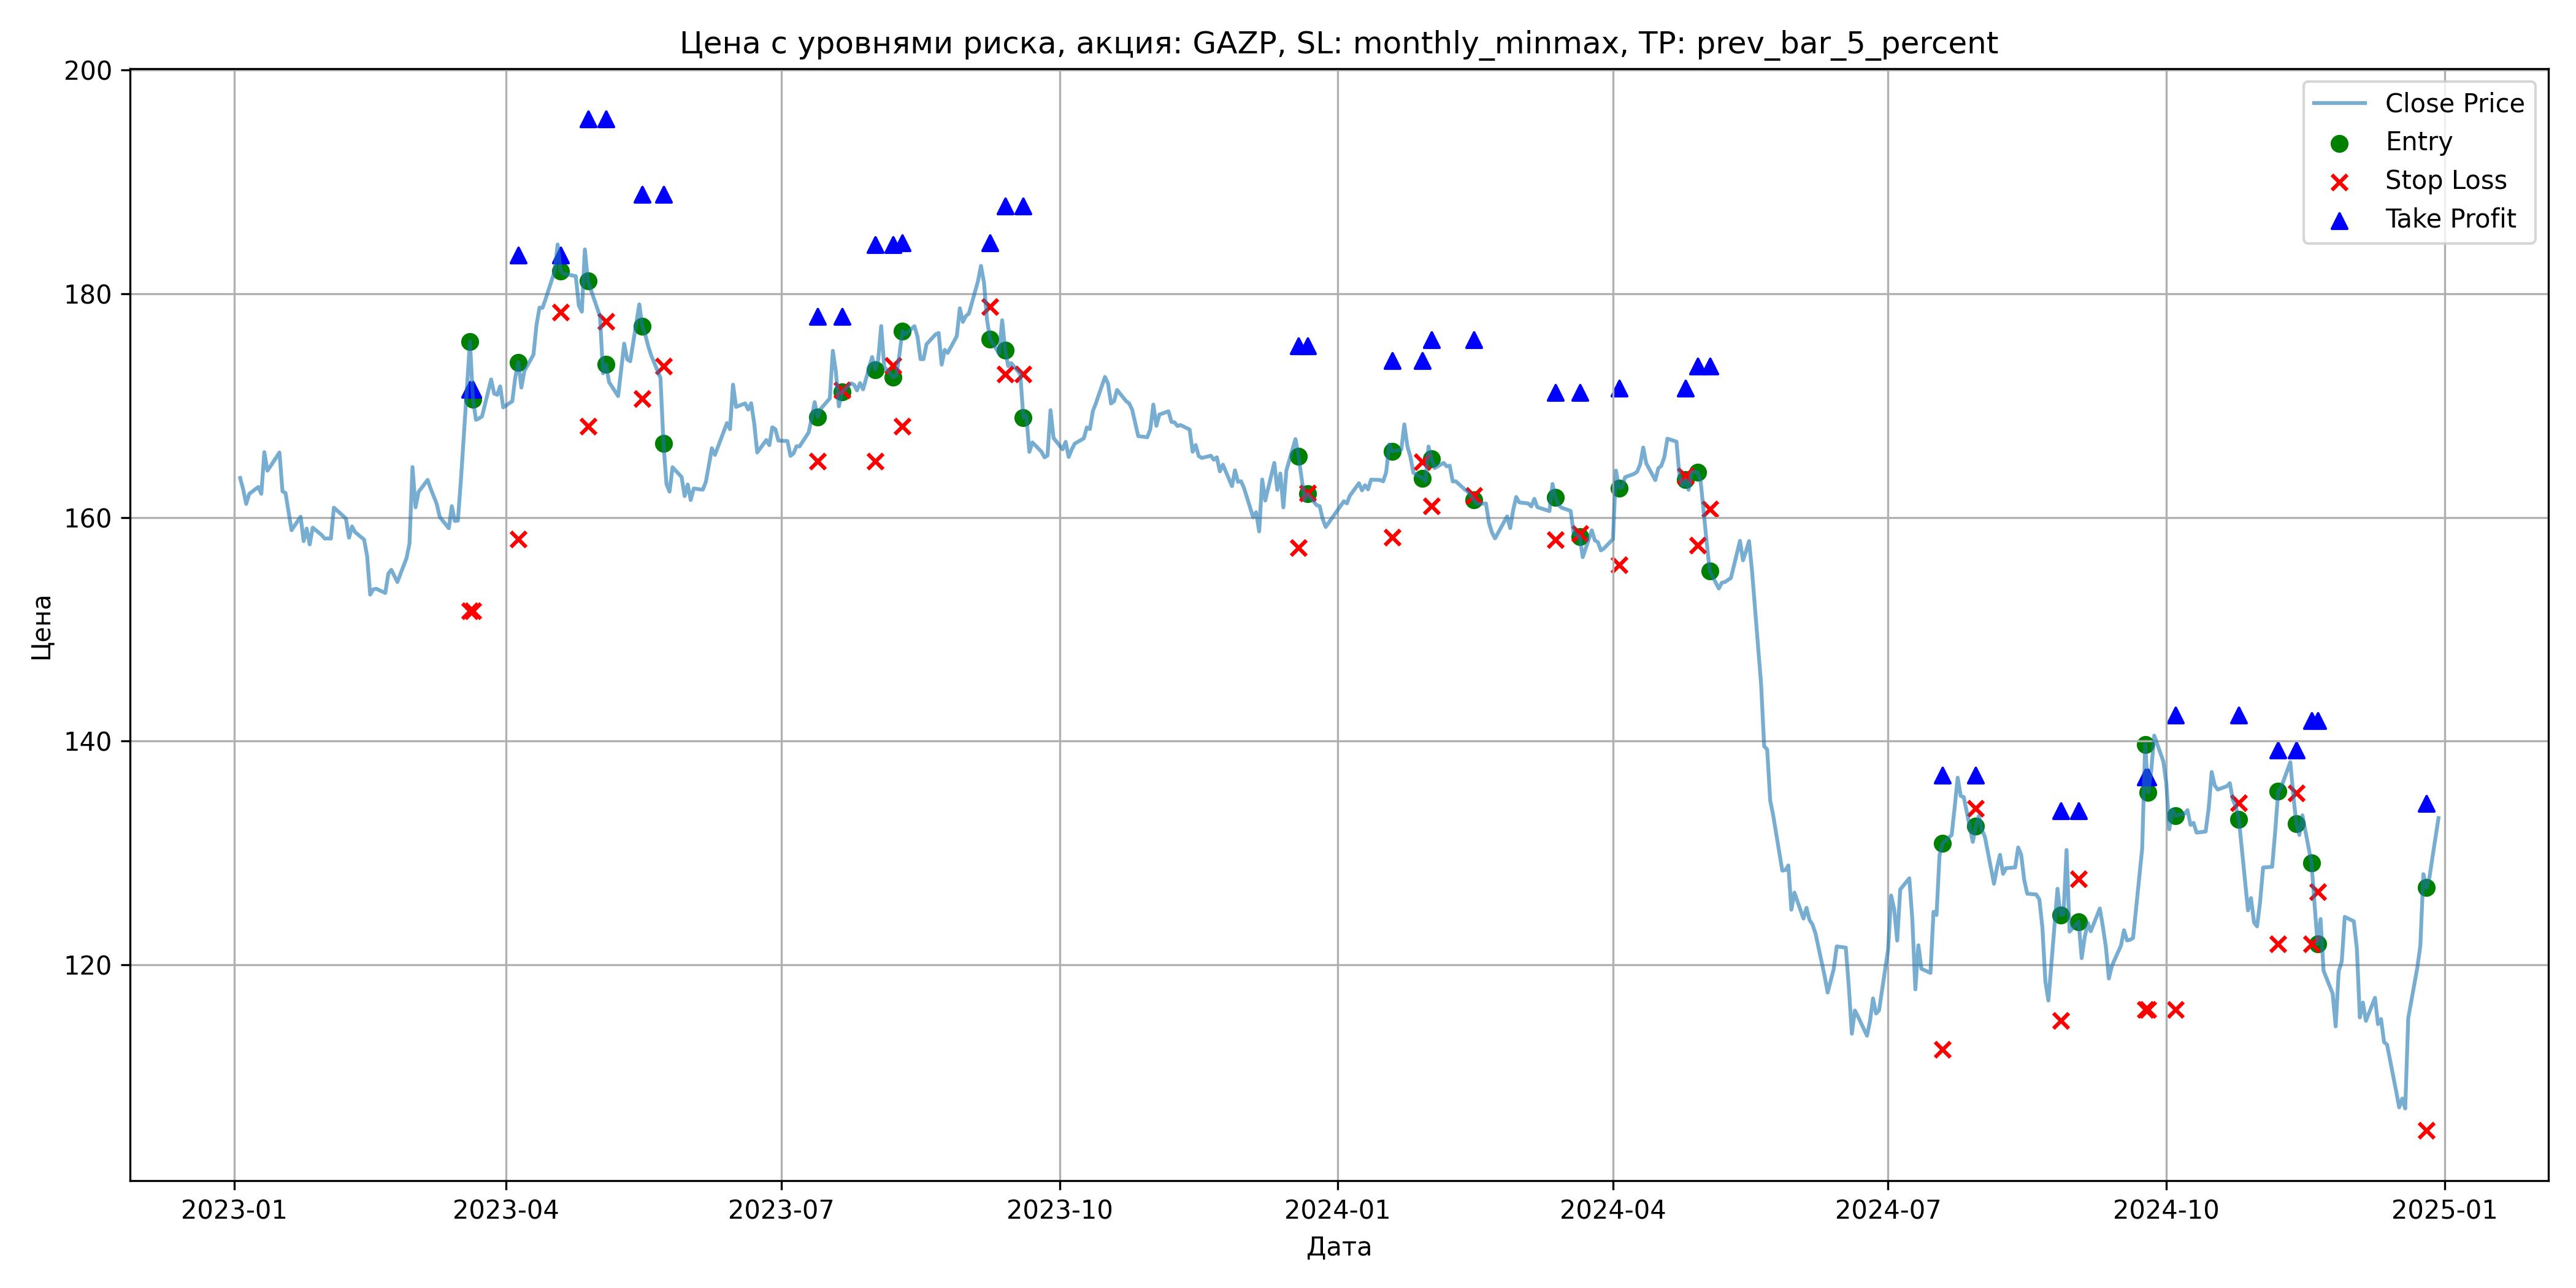 Цена с уровнями риска, акция: GAZP, SL: monthly_minmax, TP: prev_bar_5_percent
200
180
160
140
120
Цена
Close Price
Entry
Stop Loss
Take Profit
2023-01
2023-04
2023-07
2023-10
2024-01
2024-04
2024-07
2024-10
2025-01
Дата